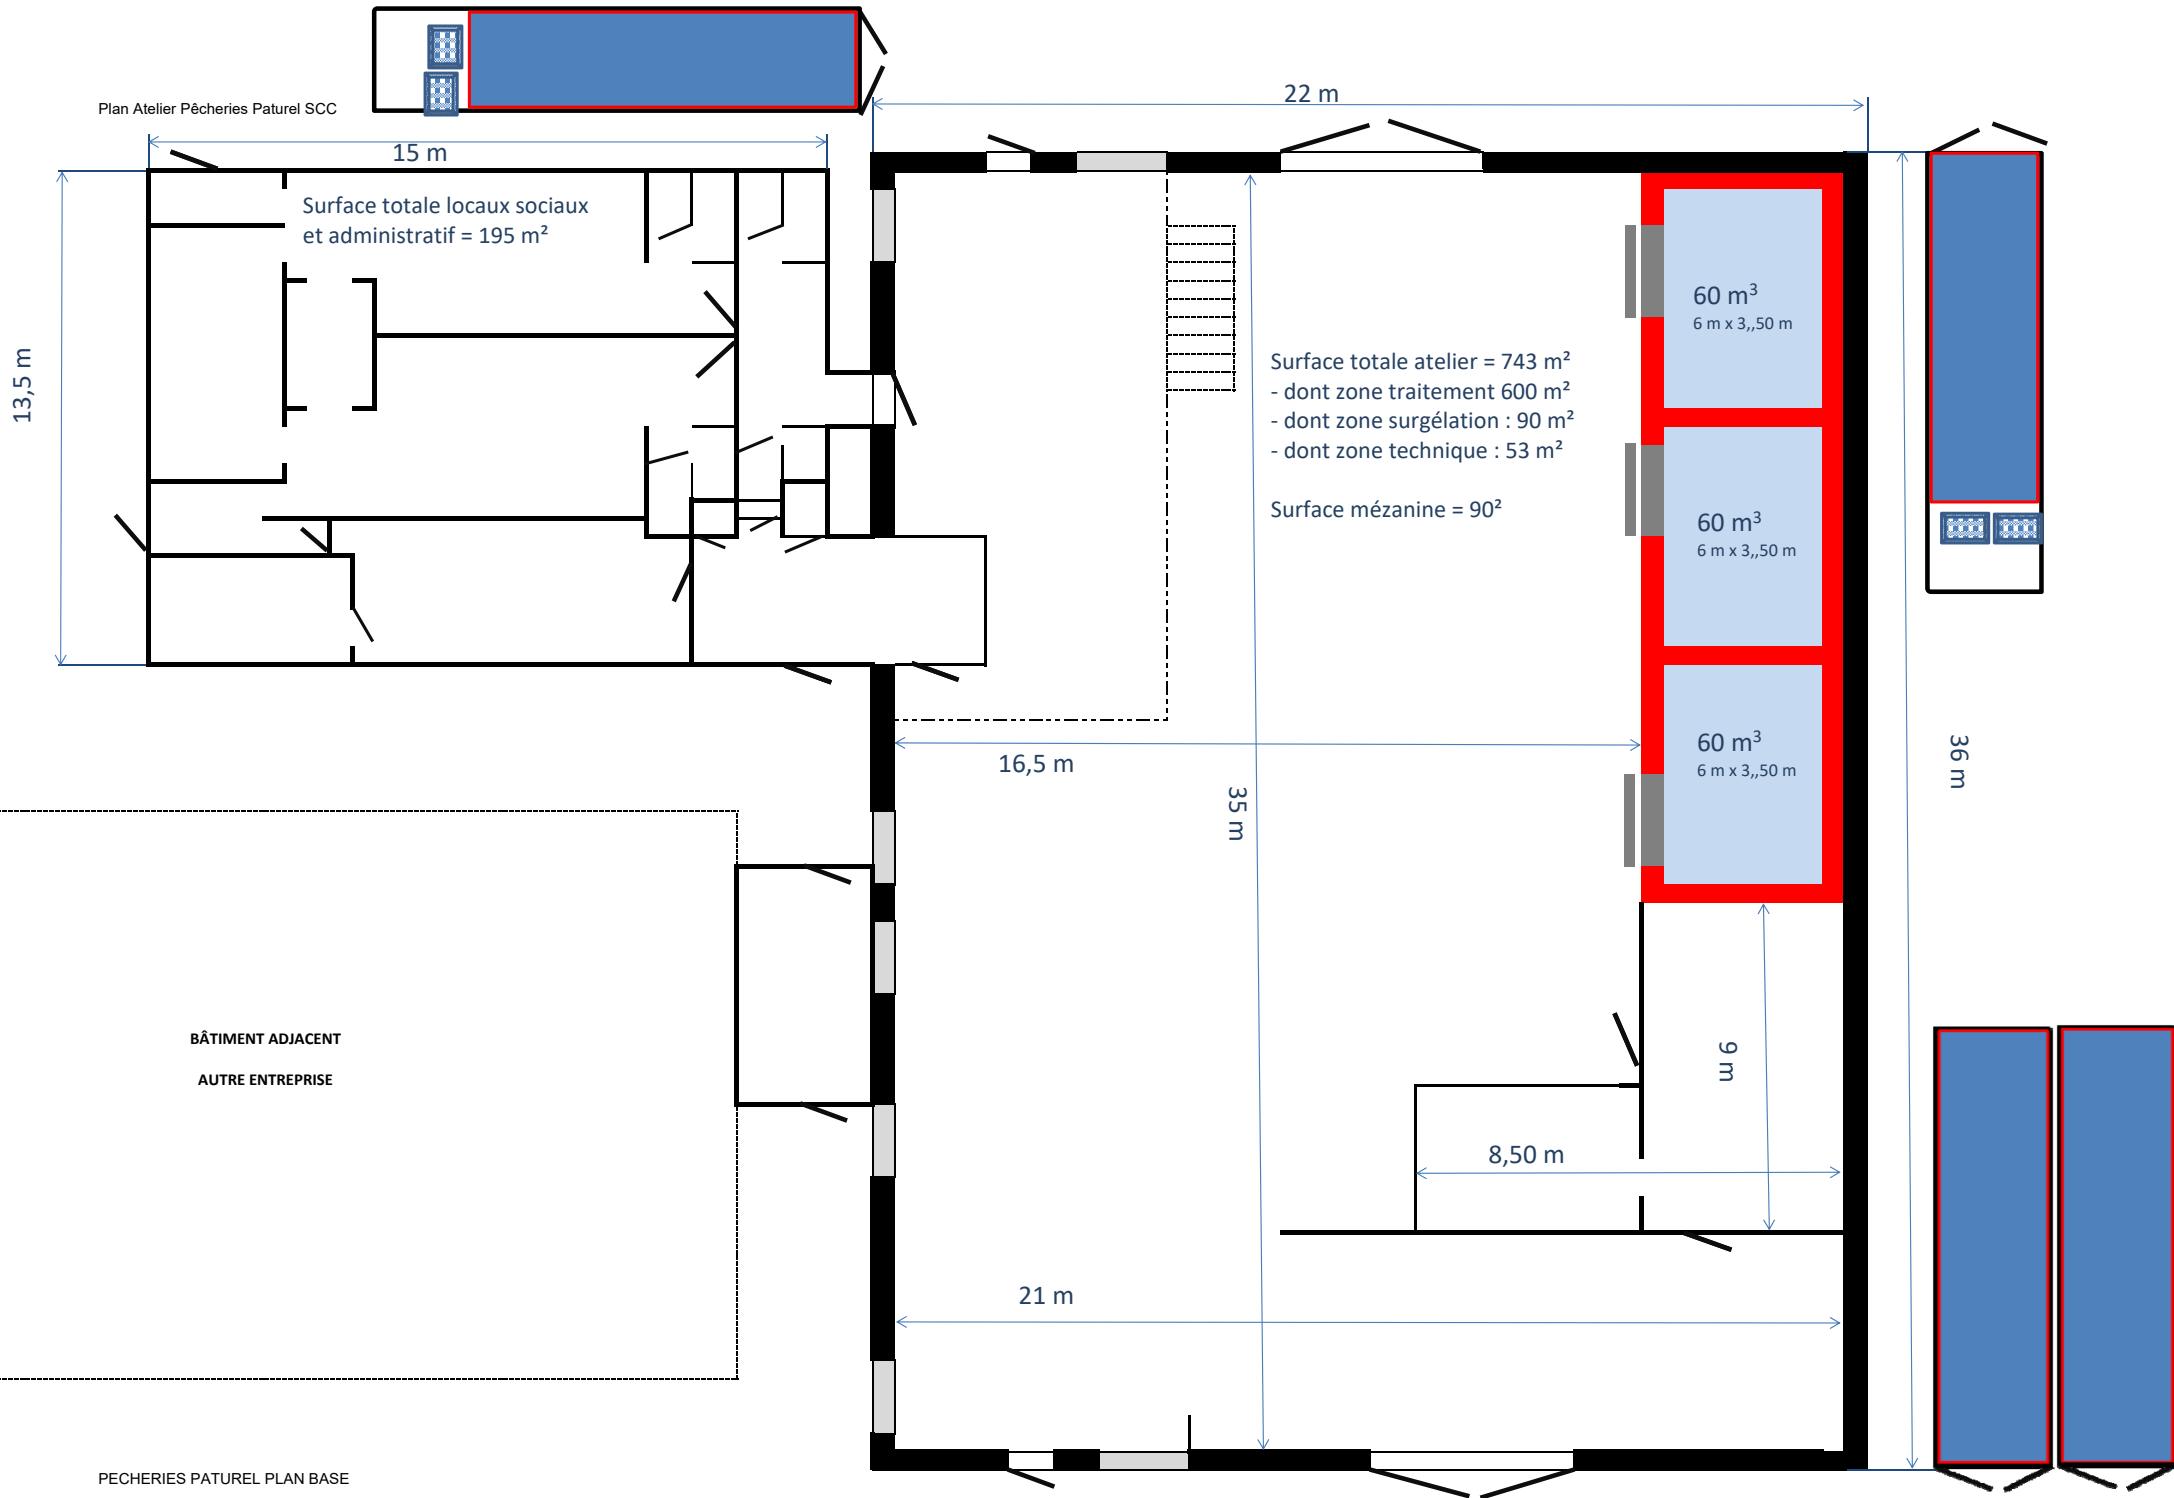 Plan Atelier Pêcheries Paturel SCC
22 m
15 m
Surface totale locaux sociaux
et administratif = 195 m²
13,5 m
60 m³
6 m x 3,,50 m
Surface totale atelier = 743 m²
- dont zone traitement 600 m²
- dont zone surgélation : 90 m²
- dont zone technique : 53 m²
Surface mézanine = 90²
60 m³
6 m x 3,,50 m
60 m³
6 m x 3,,50 m
16,5 m
35 m
36 m
BÂTIMENT ADJACENT
AUTRE ENTREPRISE
9 m
8,50 m
21 m
PECHERIES PATUREL PLAN BASE